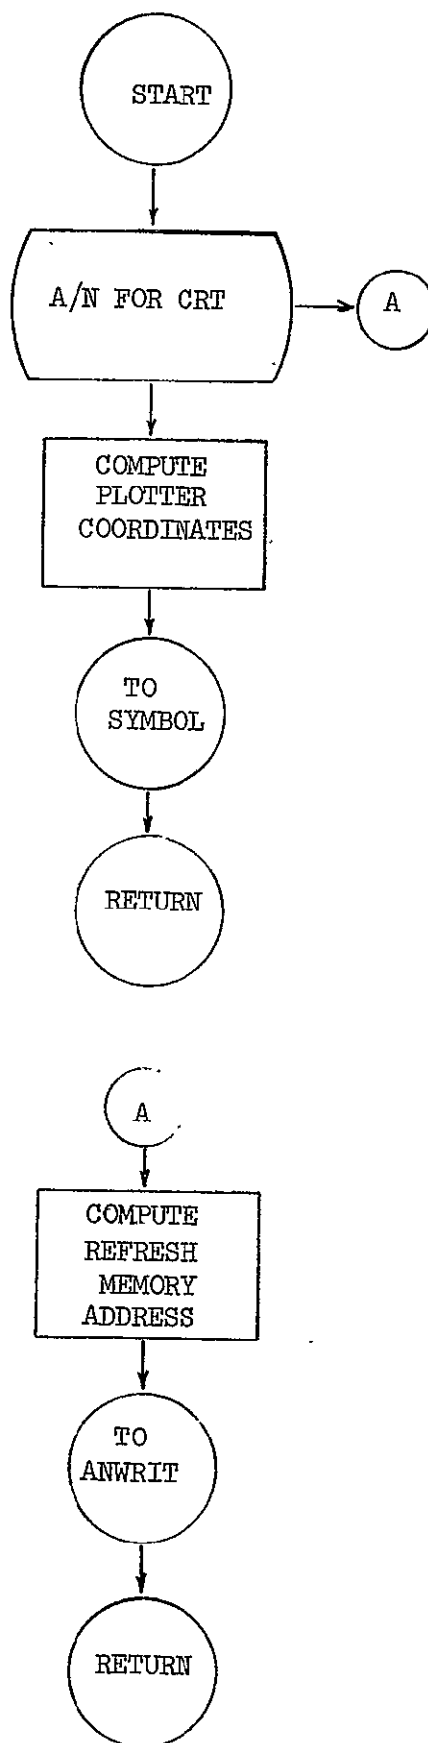 START
A/N FOR CRT
A
COMPUTE
PLOTTER
COORDINATES
TO
SYMBOL
RETURN
A
COMPUTE
REFRESH
MEMORY
ADDRESS
TO
ANWRIT
RETURN